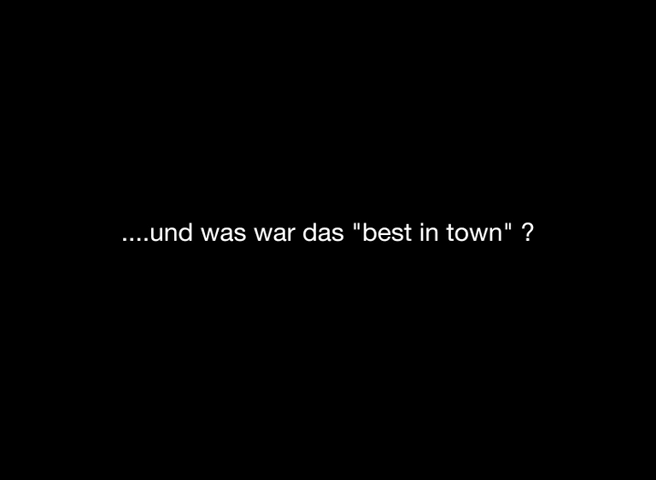 ....und was war das "best in town" ?